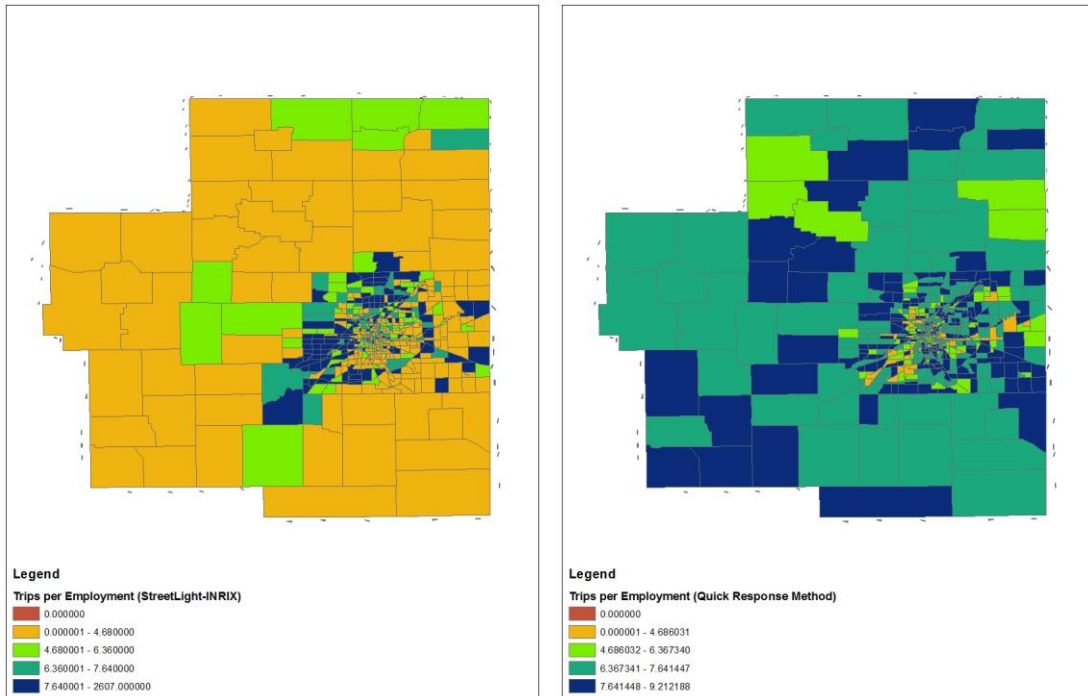 Legend
Trips per Employment (StreetLight-INRIX)
0.000000
0.000001 - 4.680000
4.680001 - 6.360000
6.360001 - 7.640000
7.640001 - 2607.000000
Legend
Trips per Employment (Quick Response Method)
0.000000
0.000001 - 4.686031
4.686032 - 6.367340
6.367341 - 7.641447
7.641448 - 9.212188